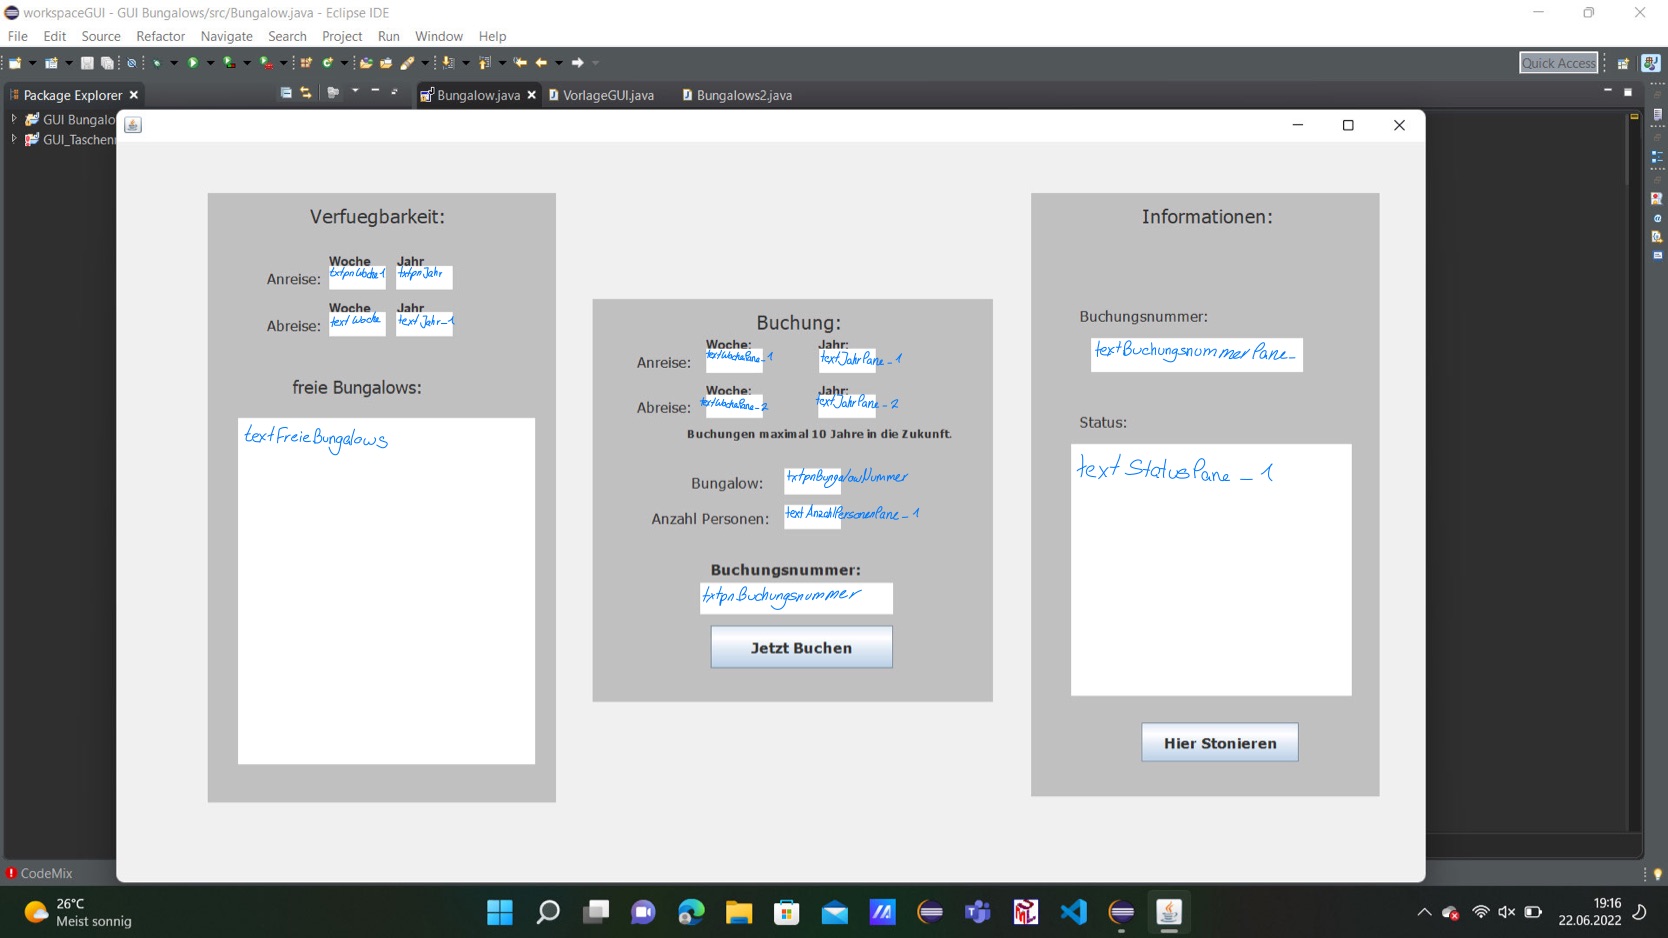 workspaceGUI - GUI Bungalows/src/Bungalow.java - Eclipse IDE
File Edit Source Refactor Navigate Search Project Run Window Help
Quick Access
Package Explorer
Bungalow.java VorlageGUI.java Bungalows2.java
GUI Bungalo
GUI_Taschenr
Verfuegbarkeit:
Woche Jahr
Anreise: txtpnWoche1 txtpnJahr
Woche Jahr
Abreise: textWoche textJahr_1
freie Bungalows:
textFreieBungalows
Buchung:
Woche: Jahr:
Anreise: textWochePane_1 textJahrPane_1
Woche: Jahr:
Abreise: textWochePane_2 textJahrPane_2
Buchungen maximal 10 Jahre in die Zukunft.
Bungalow: txtpnBungalowNummer
Anzahl Personen: textAnzahlPersonenPane_1
Buchungsnummer:
txtpnBuchungsnummer
Jetzt Buchen
Informationen:
Buchungsnummer:
textBuchungsnummerPane_
Status:
textStatusPane_1
Hier Stonieren
CodeMix
26°C
Meist sonnig
19:16
22.06.2022